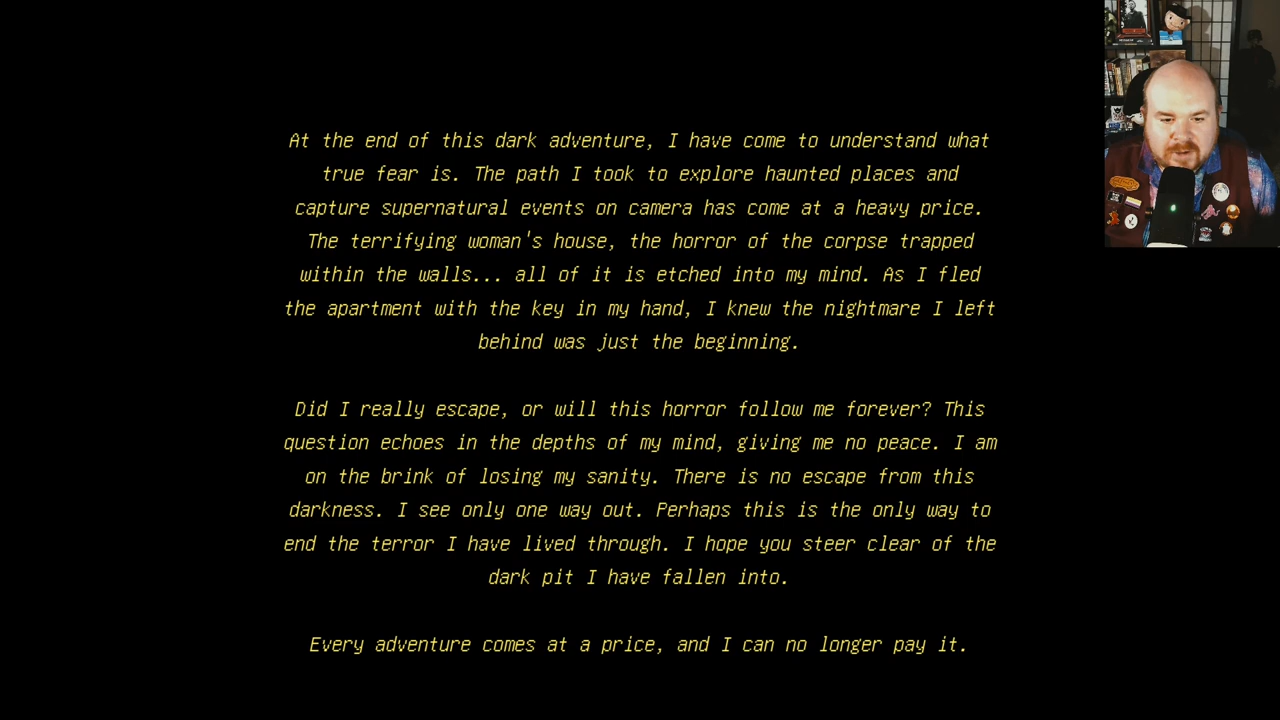 At the end of this dark adventure, I have come to understand what
true fear is. The path I took to explore haunted places and
capture supernatural events on camera has come at a heavy price.
The terrifying woman's house, the horror of the corpse trapped
within the walls... all of it is etched into my mind. As I fled
the apartment with the key in my hand, I knew the nightmare I left
behind was just the beginning.
Did I really escape, or will this horror follow me forever? This
question echoes in the depths of my mind, giving me no peace. I am
on the brink of losing my sanity. There is no escape from this
darkness. I see only one way out. Perhaps this is the only way to
end the terror I have lived through. I hope you steer clear of the
dark pit I have fallen into.
Every adventure comes at a price, and I can no longer pay it.